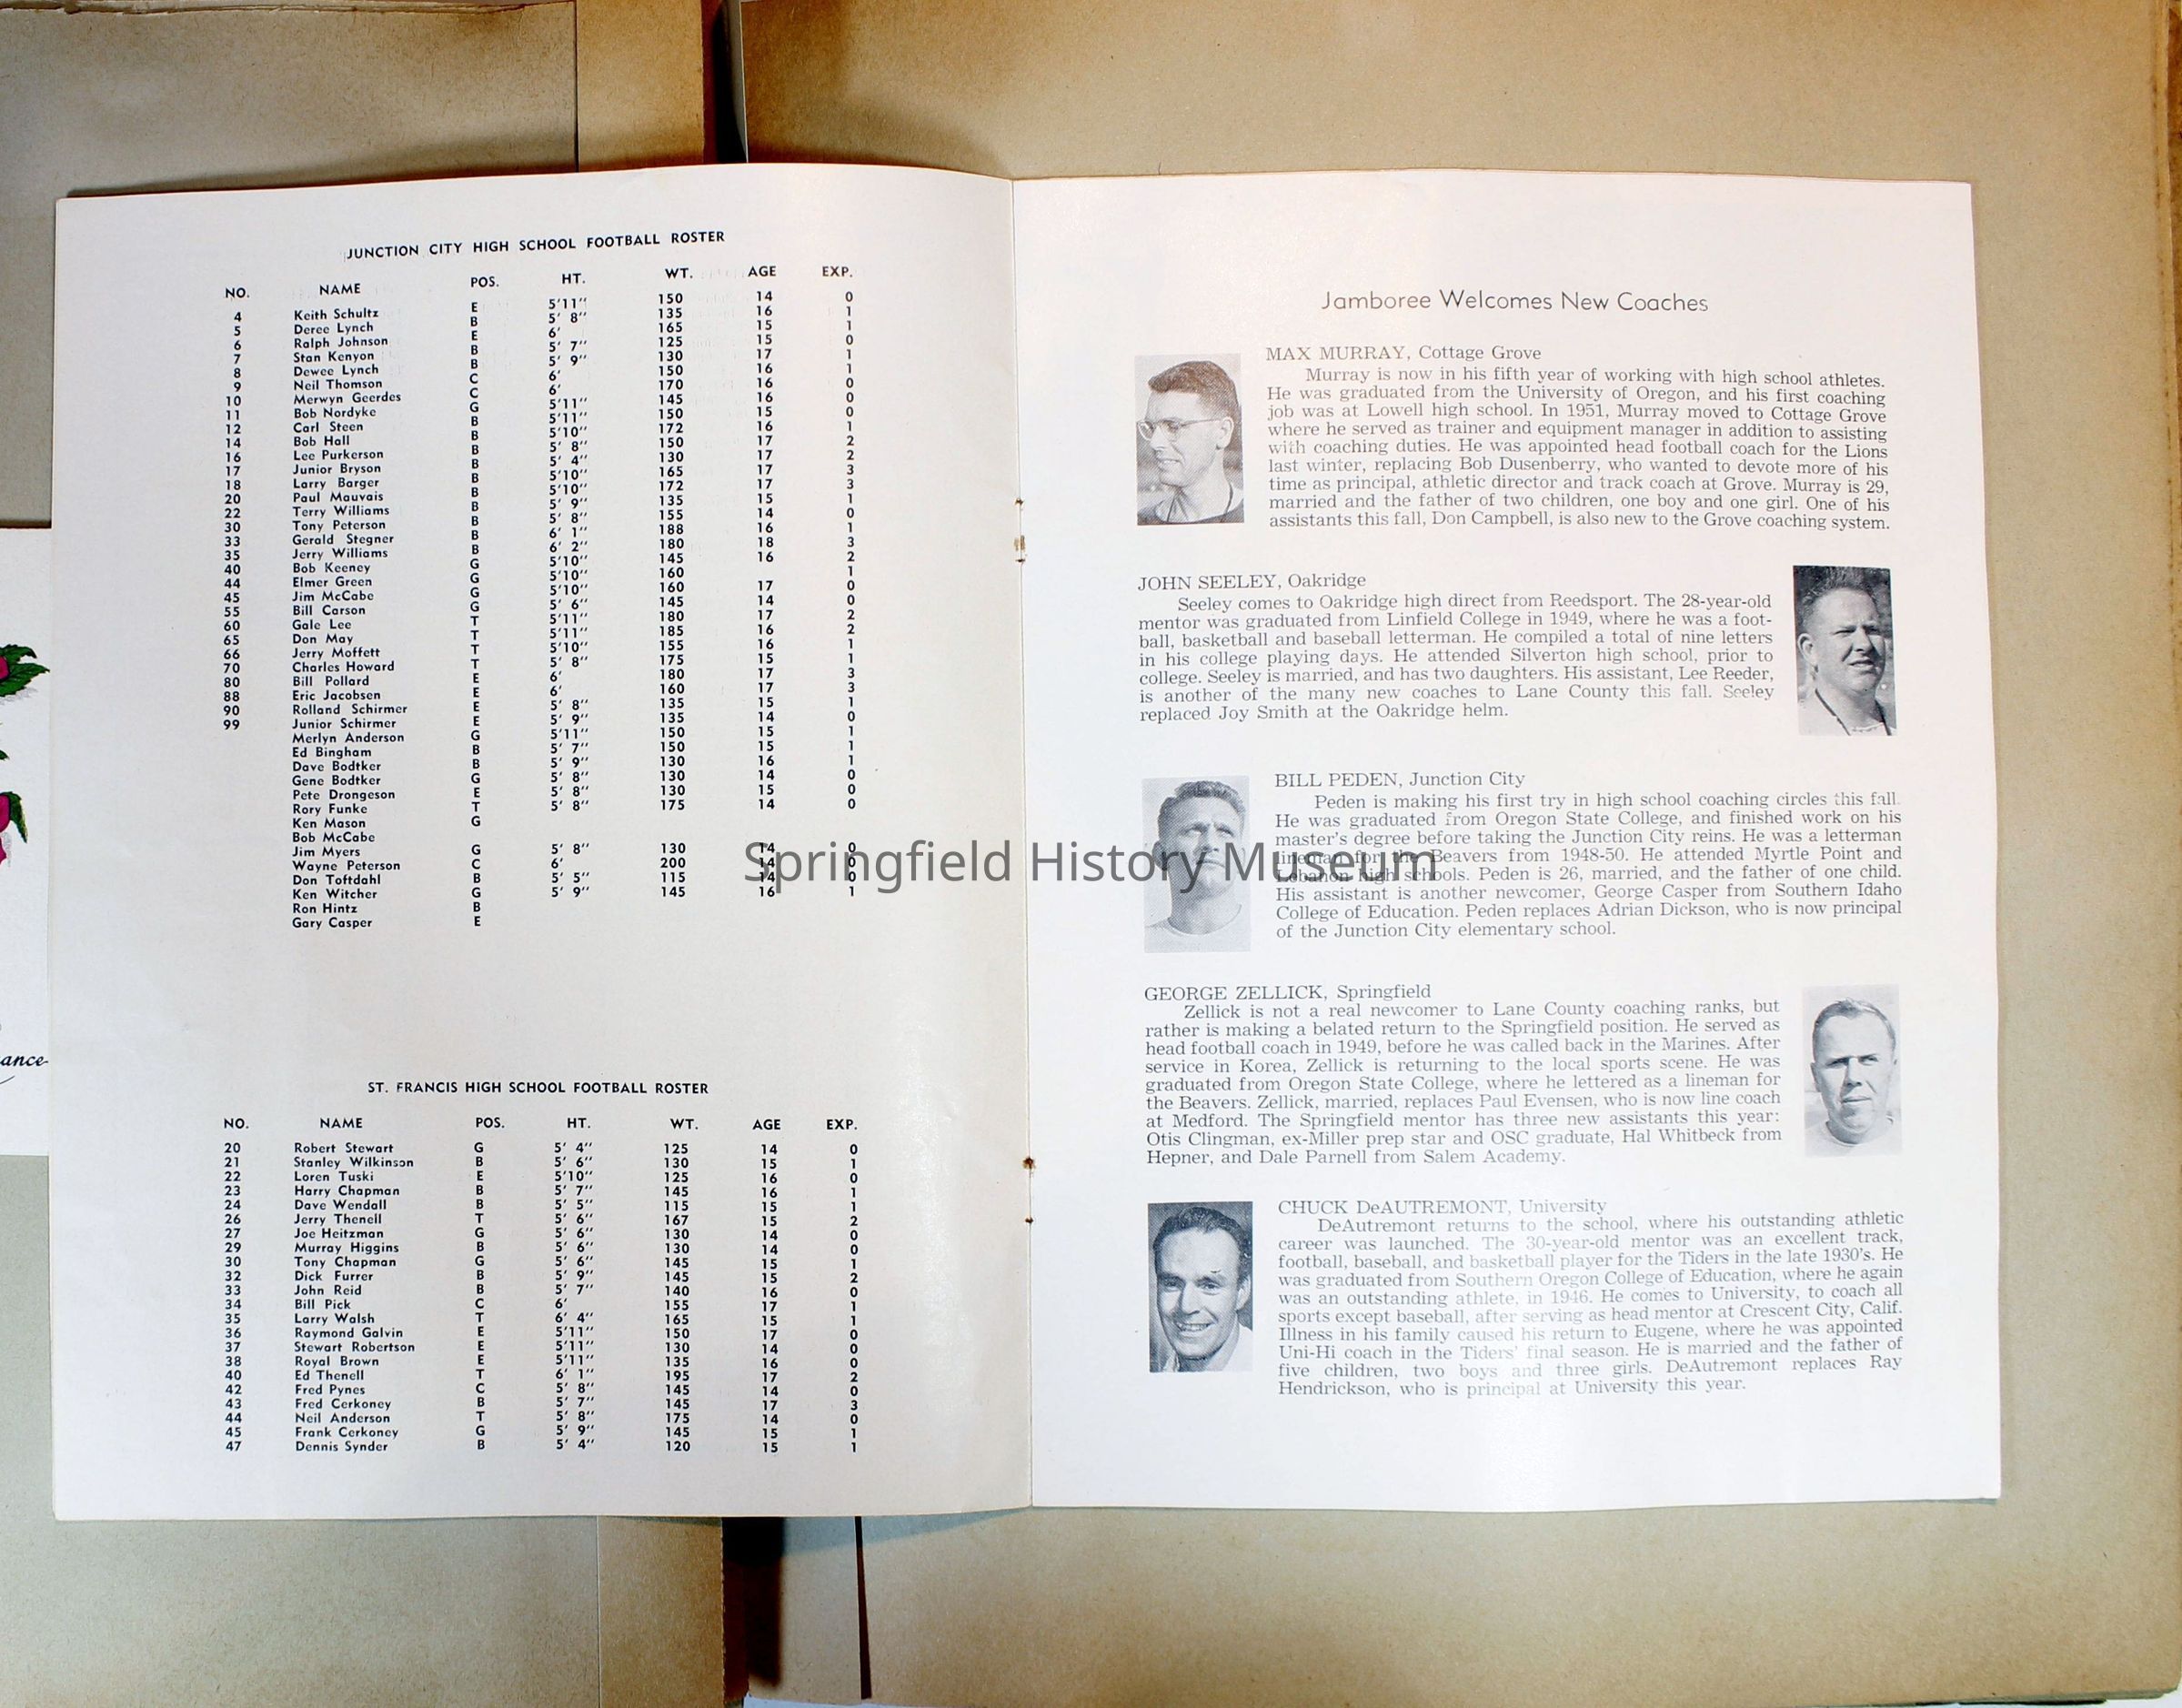 JUNCTION CITY HIGH SCHOOL FOOTBALL ROSTER
NO. NAME POS. HT. WT. AGE EXP.
4 Keith Schultz E 5'11" 150 14 0
5 Deree Lynch B 5' 8" 135 16 1
6 Ralph Johnson E 6' 165 15 1
7 Stan Kenyon B 5' 7" 125 15 0
8 Dewee Lynch B 5' 9" 130 17 1
9 Neil Thomson C 6' 150 16 1
10 Merwyn Geerdes C 6' 170 16 0
11 Bob Nordyke G 5'11" 145 16 0
12 Carl Steen B 5'11" 150 15 0
14 Bob Hall B 5'10" 172 16 1
16 Lee Purkerson B 5' 8" 150 17 2
17 Junior Bryson B 5' 4" 130 17 2
18 Larry Barger B 5'10" 165 17 3
20 Paul Mauvais B 5'10" 172 17 3
22 Terry Williams B 5' 9" 135 15 1
30 Tony Peterson B 5' 8" 155 14 0
33 Gerald Stegner B 6' 1" 188 16 1
35 Jerry Williams B 6' 2" 180 18 3
40 Bob Keeney G 5'10" 145 16 2
44 Elmer Green G 5'10" 160 1
45 Jim McCabe G 5'10" 160 17 0
55 Bill Carson G 5' 6" 145 14 0
60 Gale Lee T 5'11" 180 17 2
65 Don May T 5'11" 185 16 2
66 Jerry Moffett T 5'10" 155 16 1
70 Charles Howard T 5' 8" 175 15 1
80 Bill Pollard E 6' 180 17 3
88 Eric Jacobsen E 6' 160 17 3
90 Rolland Schirmer E 5' 8" 135 15 1
99 Junior Schirmer E 5' 9" 135 14 0
Merlyn Anderson G 5'11" 150 15 1
Ed Bingham B 5' 7" 150 15 1
Dave Bodtker B 5' 9" 130 16 1
Gene Bodtker G 5' 8" 130 14 0
Pete Drongeson E 5' 8" 130 15 0
Rory Funke T 5' 8" 175 14 0
Ken Mason G
Bob McCabe
Jim Myers G 5' 8" 130 14 0
Wayne Peterson C 6' 200 14 0
Don Toftdahl B 5' 5" 115 14 0
Ken Witcher G 5' 9" 145 16 1
Ron Hintz B
Gary Casper E
ST. FRANCIS HIGH SCHOOL FOOTBALL ROSTER
NO. NAME POS. HT. WT. AGE EXP.
20 Robert Stewart G 5' 4" 125 14 0
21 Stanley Wilkinson B 5' 6" 130 15 1
22 Loren Tuski E 5'10" 125 16 0
23 Harry Chapman B 5' 7" 145 16 1
24 Dave Wendall B 5' 5" 115 15 1
26 Jerry Thenell T 5' 6" 167 15 2
27 Joe Heitzman G 5' 6" 130 14 0
29 Murray Higgins B 5' 6" 130 14 0
30 Tony Chapman G 5' 6" 145 15 1
32 Dick Furrer B 5' 9" 145 15 2
33 John Reid B 5' 7" 140 16 0
34 Bill Pick C 6' 155 17 1
35 Larry Walsh T 6' 4" 165 15 1
36 Raymond Galvin E 5'11" 150 17 0
37 Stewart Robertson E 5'11" 130 14 0
38 Royal Brown E 5'11" 135 16 0
40 Ed Thenell T 6' 1" 195 17 2
42 Fred Pynes C 5' 8" 145 14 0
43 Fred Cerkoney B 5' 7" 145 17 3
44 Neil Anderson T 5' 8" 175 14 0
45 Frank Cerkoney G 5' 9" 145 15 1
47 Dennis Synder B 5' 4" 120 15 1
ance
Jamboree Welcomes New Coaches
MAX MURRAY, Cottage Grove
Murray is now in his fifth year of working with high school athletes.
He was graduated from the University of Oregon, and his first coaching
job was at Lowell high school. In 1951, Murray moved to Cottage Grove
where he served as trainer and equipment manager in addition to assisting
with coaching duties. He was appointed head football coach for the Lions
last winter, replacing Bob Dusenberry, who wanted to devote more of his
time as principal, athletic director and track coach at Grove. Murray is 29,
married and the father of two children, one boy and one girl. One of his
assistants this fall, Don Campbell, is also new to the Grove coaching system.
JOHN SEELEY, Oakridge
Seeley comes to Oakridge high direct from Reedsport. The 28-year-old
mentor was graduated from Linfield College in 1949, where he was a foot-
ball, basketball and baseball letterman. He compiled a total of nine letters
in his college playing days. He attended Silverton high school, prior to
college. Seeley is married, and has two daughters. His assistant, Lee Reeder,
is another of the many new coaches to Lane County this fall. Seeley
replaced Joy Smith at the Oakridge helm.
BILL PEDEN, Junction City
Peden is making his first try in high school coaching circles this fall.
He was graduated from Oregon State College, and finished work on his
master's degree before taking the Junction City reins. He was a letterman
lineman for the Beavers from 1948-50. He attended Myrtle Point and
Lebanon high schools. Peden is 26, married, and the father of one child.
His assistant is another newcomer, George Casper from Southern Idaho
College of Education. Peden replaces Adrian Dickson, who is now principal
of the Junction City elementary school.
GEORGE ZELLICK, Springfield
Zellick is not a real newcomer to Lane County coaching ranks, but
rather is making a belated return to the Springfield position. He served as
head football coach in 1949, before he was called back in the Marines. After
service in Korea, Zellick is returning to the local sports scene. He was
graduated from Oregon State College, where he lettered as a lineman for
the Beavers. Zellick, married, replaces Paul Evensen, who is now line coach
at Medford. The Springfield mentor has three new assistants this year:
Otis Clingman, ex-Miller prep star and OSC graduate, Hal Whitbeck from
Hepner, and Dale Parnell from Salem Academy.
CHUCK DeAUTREMONT, University
DeAutremont returns to the school, where his outstanding athletic
career was launched. The 30-year-old mentor was an excellent track,
football, baseball, and basketball player for the Tiders in the late 1930's. He
was graduated from Southern Oregon College of Education, where he again
was an outstanding athlete, in 1946. He comes to University, to coach all
sports except baseball, after serving as head mentor at Crescent City, Calif.
Illness in his family caused his return to Eugene, where he was appointed
Uni-Hi coach in the Tiders' final season. He is married and the father of
five children, two boys and three girls. DeAutremont replaces Ray
Hendrickson, who is principal at University this year.
Springfield History Museum